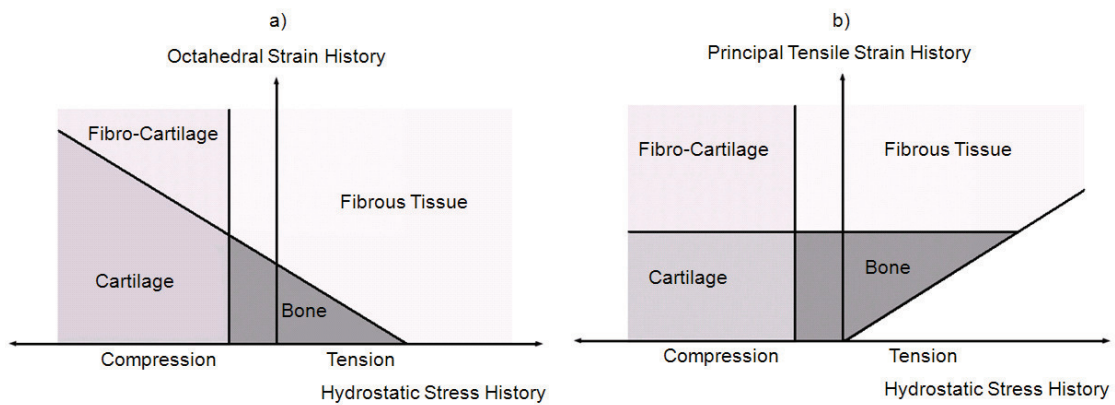 a)
Octahedral Strain History
Fibro-Cartilage
Fibrous Tissue
Cartilage
Bone
Compression
Tension
Hydrostatic Stress History
b)
Principal Tensile Strain History
Fibro-Cartilage
Fibrous Tissue
Cartilage
Bone
Compression
Tension
Hydrostatic Stress History